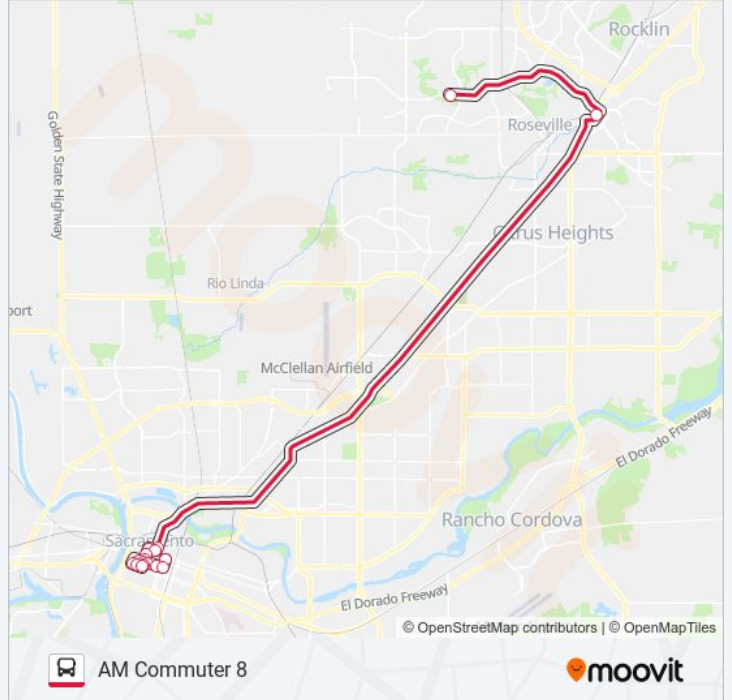 Rocklin
Golden State Highway
Roseville
Citrus Heights
Rio Linda
port
McClellan Airfield
El Dorado Freeway
Rancho Cordova
Sacramento
El Dorado Freeway
© OpenStreetMap contributors | © OpenMapTiles
AM Commuter 8
moovit